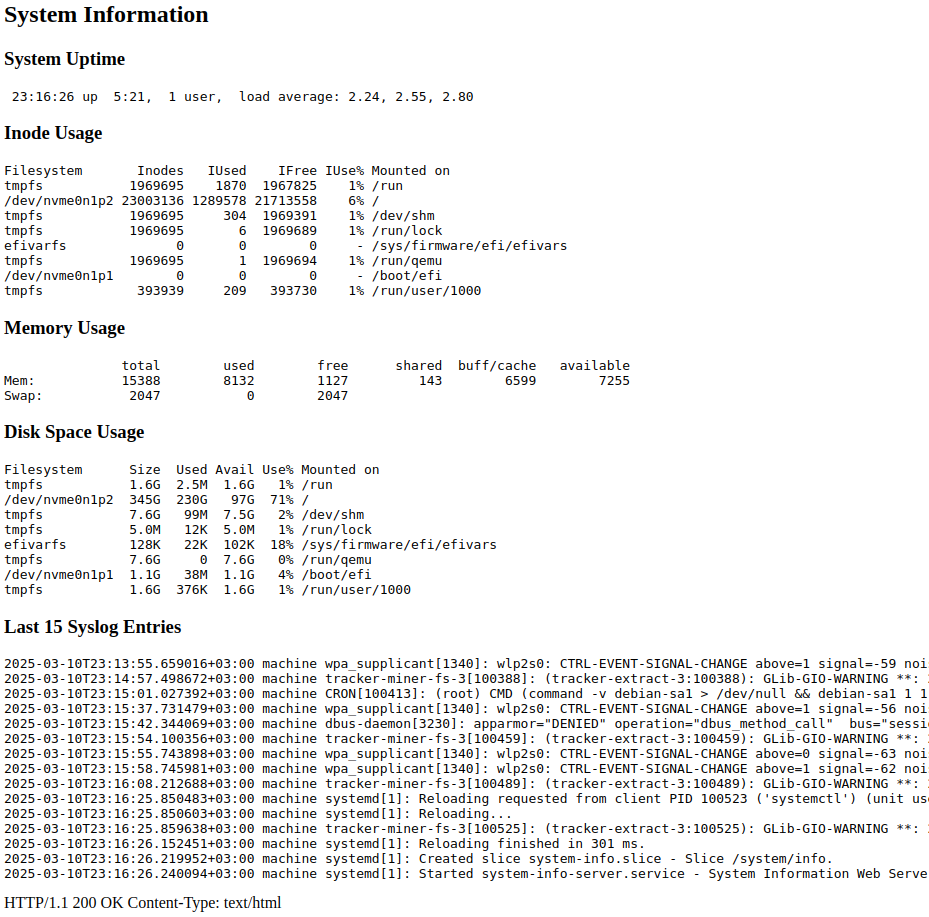 System Information
System Uptime
23:16:26 up  5:21,  1 user,  load average: 2.24, 2.55, 2.80
Inode Usage
Filesystem       Inodes   IUsed    IFree IUse% Mounted on
tmpfs           1969695    1870  1967825    1% /run
/dev/nvme0n1p2 23003136 1289578 21713558    6% /
tmpfs           1969695     304  1969391    1% /dev/shm
tmpfs           1969695       6  1969689    1% /run/lock
efivarfs              0       0        0     - /sys/firmware/efi/efivars
tmpfs           1969695       1  1969694    1% /run/qemu
/dev/nvme0n1p1        0       0        0     - /boot/efi
tmpfs            393939     209   393730    1% /run/user/1000
Memory Usage
               total        used        free      shared  buff/cache   available
Mem:           15388        8132        1127         143        6599        7255
Swap:           2047           0        2047
Disk Space Usage
Filesystem      Size  Used Avail Use% Mounted on
tmpfs           1.6G  2.5M  1.6G   1% /run
/dev/nvme0n1p2  345G  230G   97G  71% /
tmpfs           7.6G   99M  7.5G   2% /dev/shm
tmpfs           5.0M   12K  5.0M   1% /run/lock
efivarfs        128K   22K  102K  18% /sys/firmware/efi/efivars
tmpfs           7.6G     0  7.6G   0% /run/qemu
/dev/nvme0n1p1  1.1G   38M  1.1G   4% /boot/efi
tmpfs           1.6G  376K  1.6G   1% /run/user/1000
Last 15 Syslog Entries
2025-03-10T23:13:55.659016+03:00 machine wpa_supplicant[1340]: wlp2s0: CTRL-EVENT-SIGNAL-CHANGE above=1 signal=-59 noi
2025-03-10T23:14:57.498672+03:00 machine tracker-miner-fs-3[100388]: (tracker-extract-3:100388): GLib-GIO-WARNING **:
2025-03-10T23:15:01.027392+03:00 machine CRON[100413]: (root) CMD (command -v debian-sa1 > /dev/null && debian-sa1 1 1
2025-03-10T23:15:37.731479+03:00 machine wpa_supplicant[1340]: wlp2s0: CTRL-EVENT-SIGNAL-CHANGE above=1 signal=-56 noi
2025-03-10T23:15:42.344069+03:00 machine dbus-daemon[3230]: apparmor="DENIED" operation="dbus_method_call"  bus="sessi
2025-03-10T23:15:54.100356+03:00 machine tracker-miner-fs-3[100459]: (tracker-extract-3:100459): GLib-GIO-WARNING **:
2025-03-10T23:15:55.743898+03:00 machine wpa_supplicant[1340]: wlp2s0: CTRL-EVENT-SIGNAL-CHANGE above=0 signal=-63 noi
2025-03-10T23:15:58.745981+03:00 machine wpa_supplicant[1340]: wlp2s0: CTRL-EVENT-SIGNAL-CHANGE above=1 signal=-62 noi
2025-03-10T23:16:08.212688+03:00 machine tracker-miner-fs-3[100489]: (tracker-extract-3:100489): GLib-GIO-WARNING **:
2025-03-10T23:16:25.850483+03:00 machine systemd[1]: Reloading requested from client PID 100523 ('systemctl') (unit use
2025-03-10T23:16:25.850603+03:00 machine systemd[1]: Reloading...
2025-03-10T23:16:25.859638+03:00 machine tracker-miner-fs-3[100525]: (tracker-extract-3:100525): GLib-GIO-WARNING **:
2025-03-10T23:16:26.152451+03:00 machine systemd[1]: Reloading finished in 301 ms.
2025-03-10T23:16:26.219952+03:00 machine systemd[1]: Created slice system-info.slice - Slice /system/info.
2025-03-10T23:16:26.240094+03:00 machine systemd[1]: Started system-info-server.service - System Information Web Serve
HTTP/1.1 200 OK Content-Type: text/html